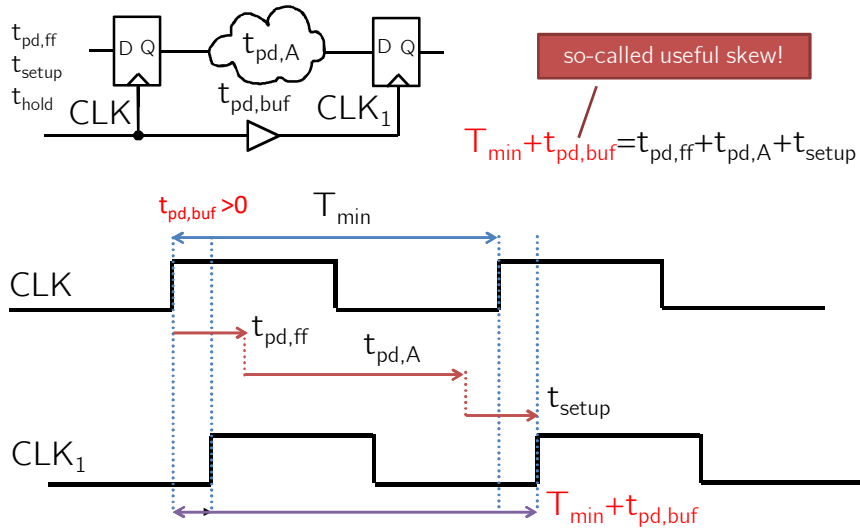 t_pd,ff
t_setup
t_hold
D Q
t_pd,A
D Q
CLK
t_pd,buf
CLK_1
so-called useful skew!
T_min+t_pd,buf=t_pd,ff+t_pd,A+t_setup
t_pd,buf >0
T_min
CLK
t_pd,ff
t_pd,A
t_setup
CLK_1
T_min+t_pd,buf